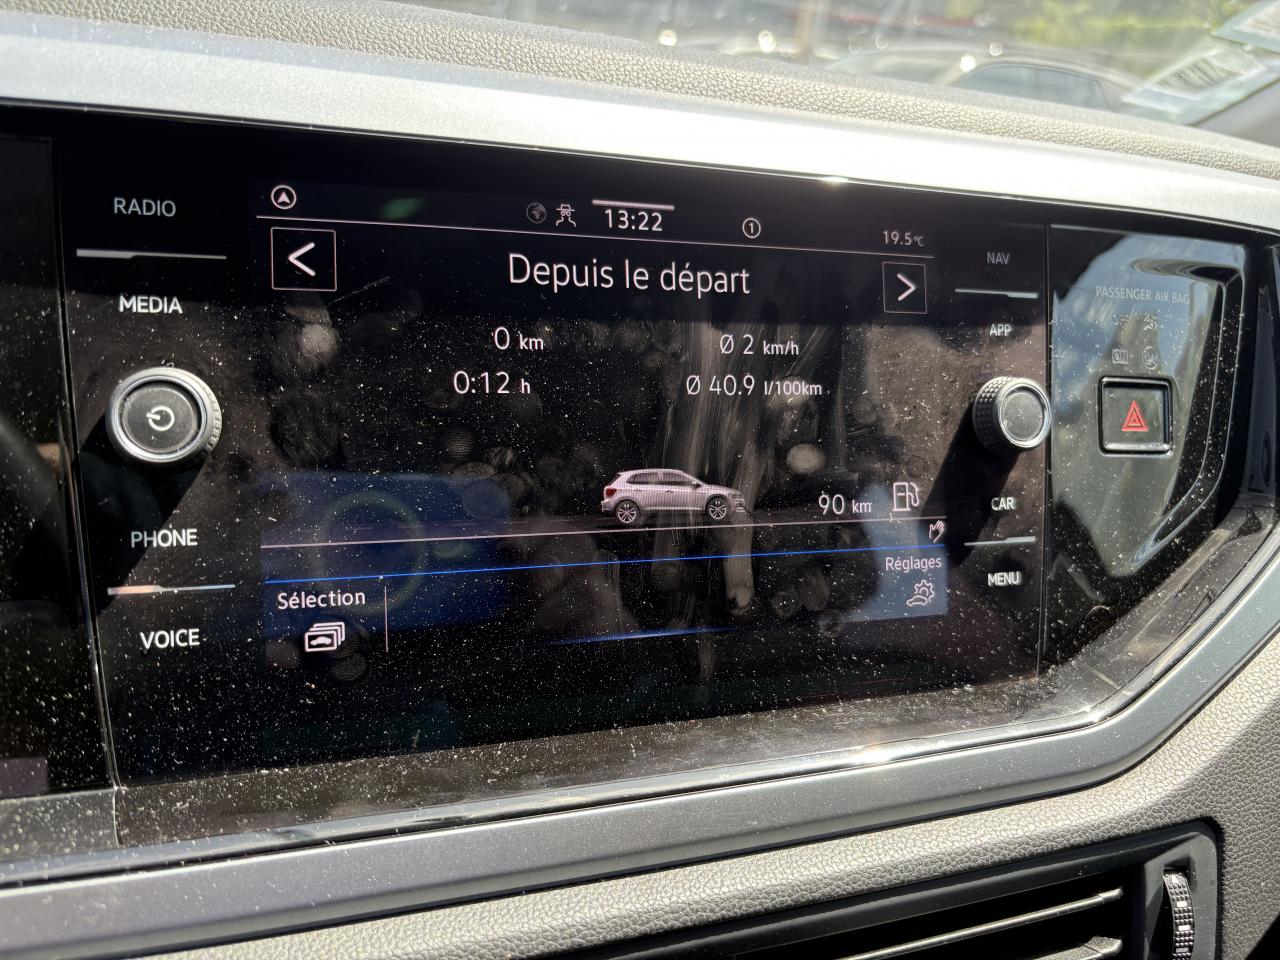 RADIO
MEDIA
PHONE
VOICE
13:22
1
19.5°C
Depuis le départ
0 km
Ø 2 km/h
0:12 h
Ø 40.9 l/100km
90 km
Sélection
Réglages
NAV
APP
CAR
MENU
PASSENGER AIR BAG